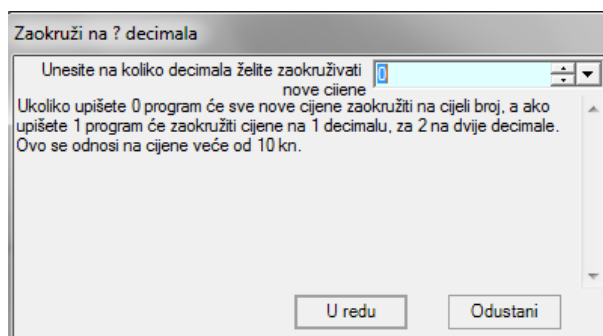 Zaokruži na ? decimala
Unesite na koliko decimala želite zaokruživati 0
nove cijene
Ukoliko upišete 0 program će sve nove cijene zaokružiti na cijeli broj, a ako
upišete 1 program će zaokružiti cijene na 1 decimalu, za 2 na dvije decimale.
Ovo se odnosi na cijene veće od 10 kn.
U redu Odustani